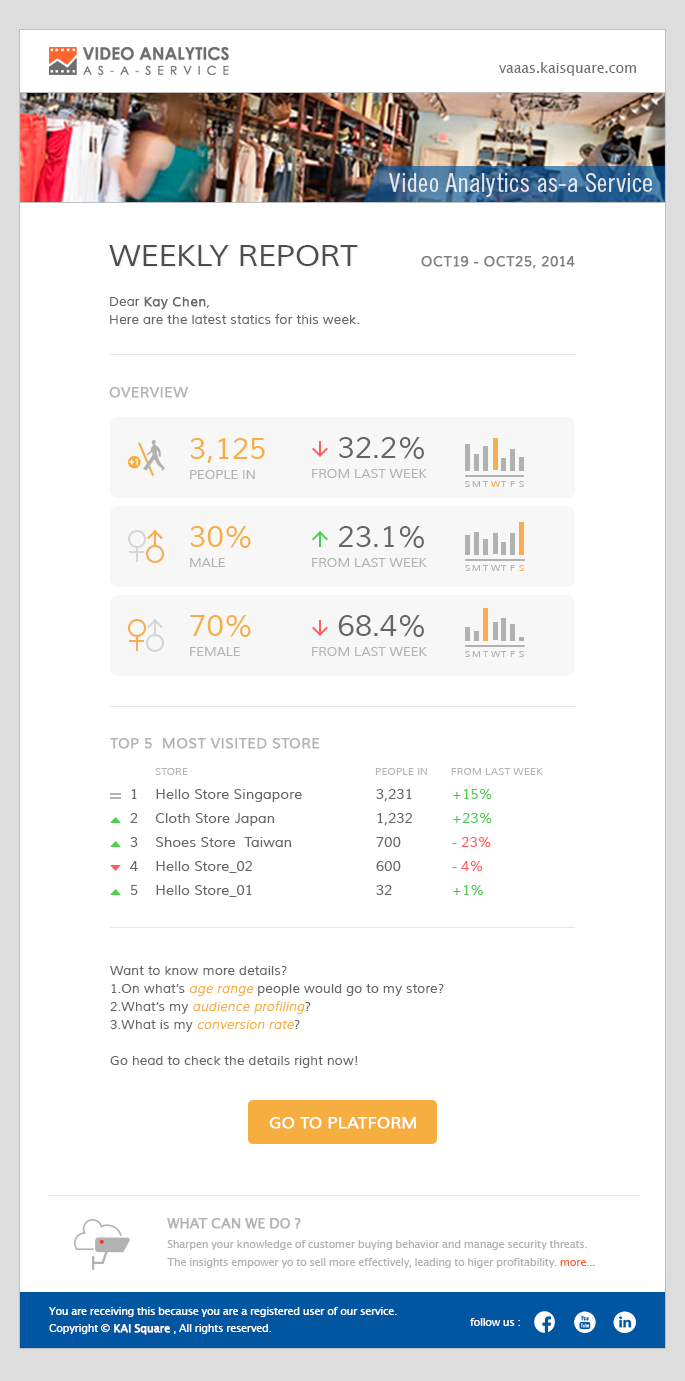 VIDEO ANALYTICS
AS-A-SERVICE
vaaas.kaisquare.com
Video Analytics as-a Service
WEEKLY REPORT
OCT19 - OCT25, 2014
Dear Kay Chen,
Here are the latest statics for this week.
OVERVIEW
+1
3,125
PEOPLE IN
32.2%
FROM LAST WEEK
S M T W T F S
30%
MALE
23.1%
FROM LAST WEEK
S M T W T F S
70%
FEMALE
68.4%
FROM LAST WEEK
S M T W T F S
TOP 5 MOST VISITED STORE
STORE PEOPLE IN FROM LAST WEEK
1 Hello Store Singapore 3,231 +15%
2 Cloth Store Japan 1,232 +23%
3 Shoes Store Taiwan 700 - 23%
4 Hello Store_02 600 - 4%
5 Hello Store_01 32 +1%
Want to know more details?
1.On what's age range people would go to my store?
2.What's my audience profiling?
3.What is my conversion rate?
Go head to check the details right now!
GO TO PLATFORM
WHAT CAN WE DO ?
Sharpen your knowledge of customer buying behavior and manage security threats.
The insights empower yo to sell more effectively, leading to higer profitability. more...
You are receiving this because you are a registered user of our service.
Copyright © KAI Square , All rights reserved.
follow us :
You
Tube
in